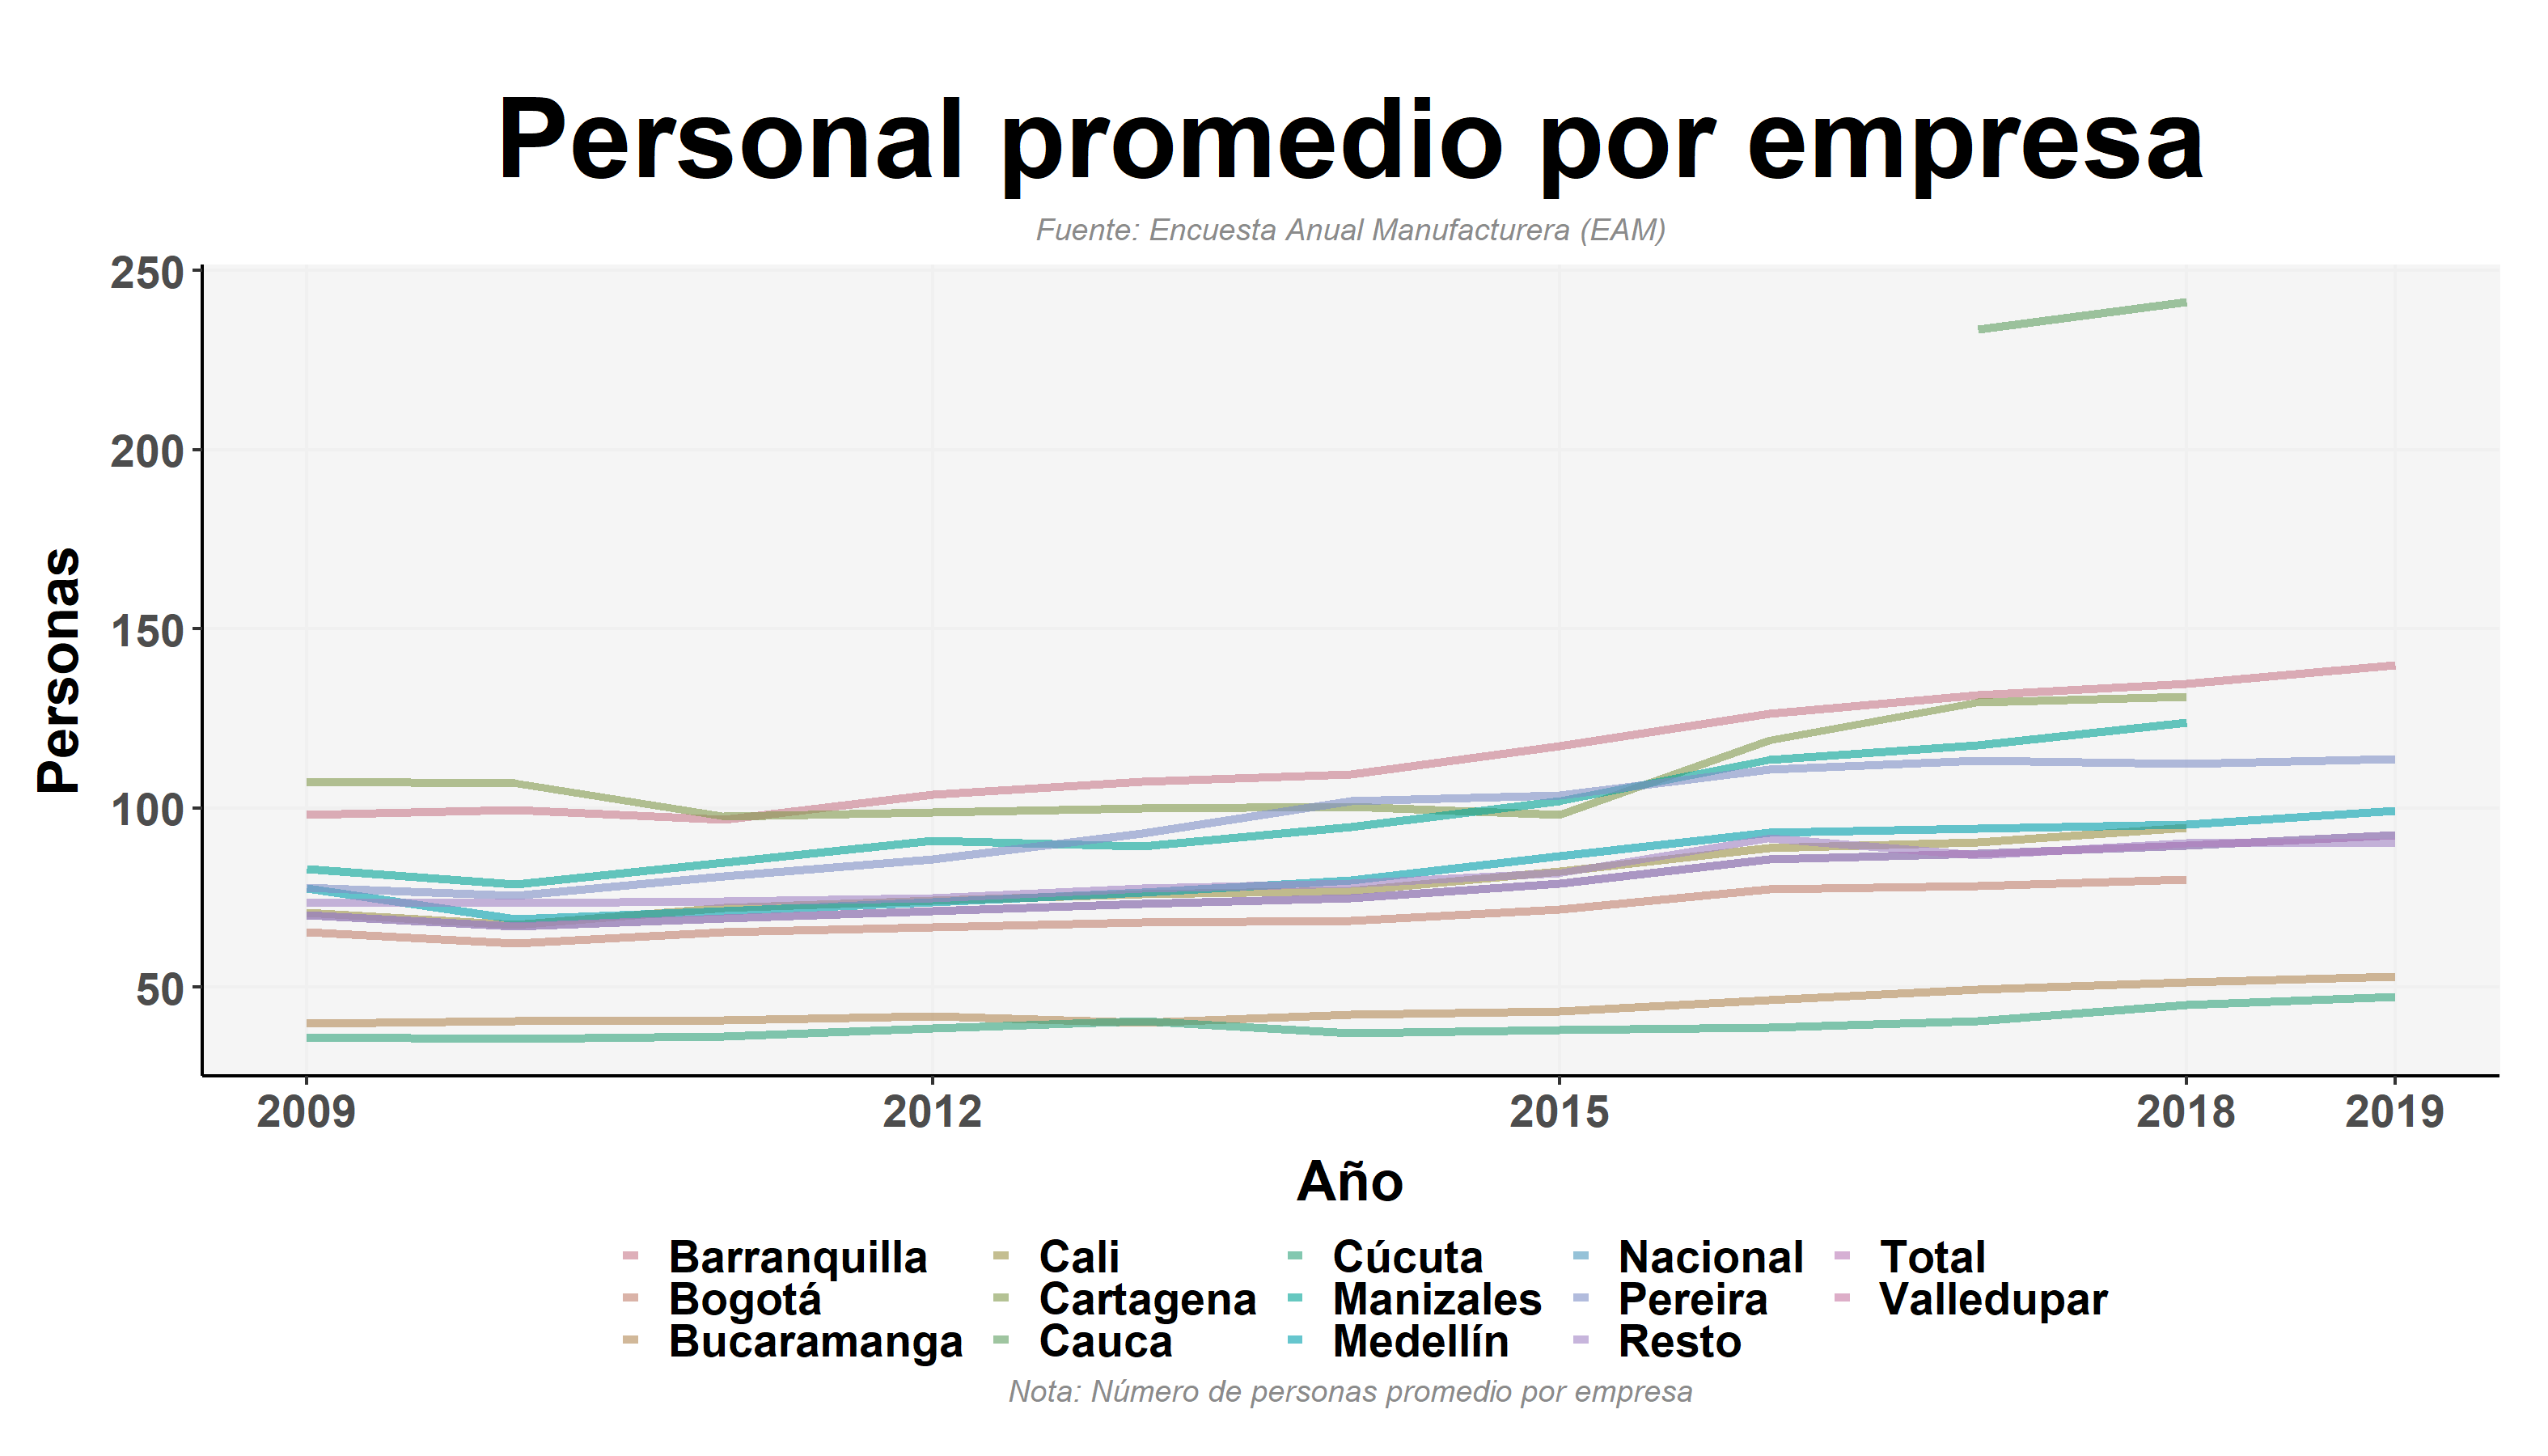 Personal promedio por empresa
Fuente: Encuesta Anual Manufacturera (EAM)
250
200
150
100
50
Personas
2009 2012 2015 2018 2019
Año
Barranquilla Cali Cúcuta Nacional Total
Bogotá Cartagena Manizales Pereira Valledupar
Bucaramanga Cauca Medellín Resto
Nota: Número de personas promedio por empresa